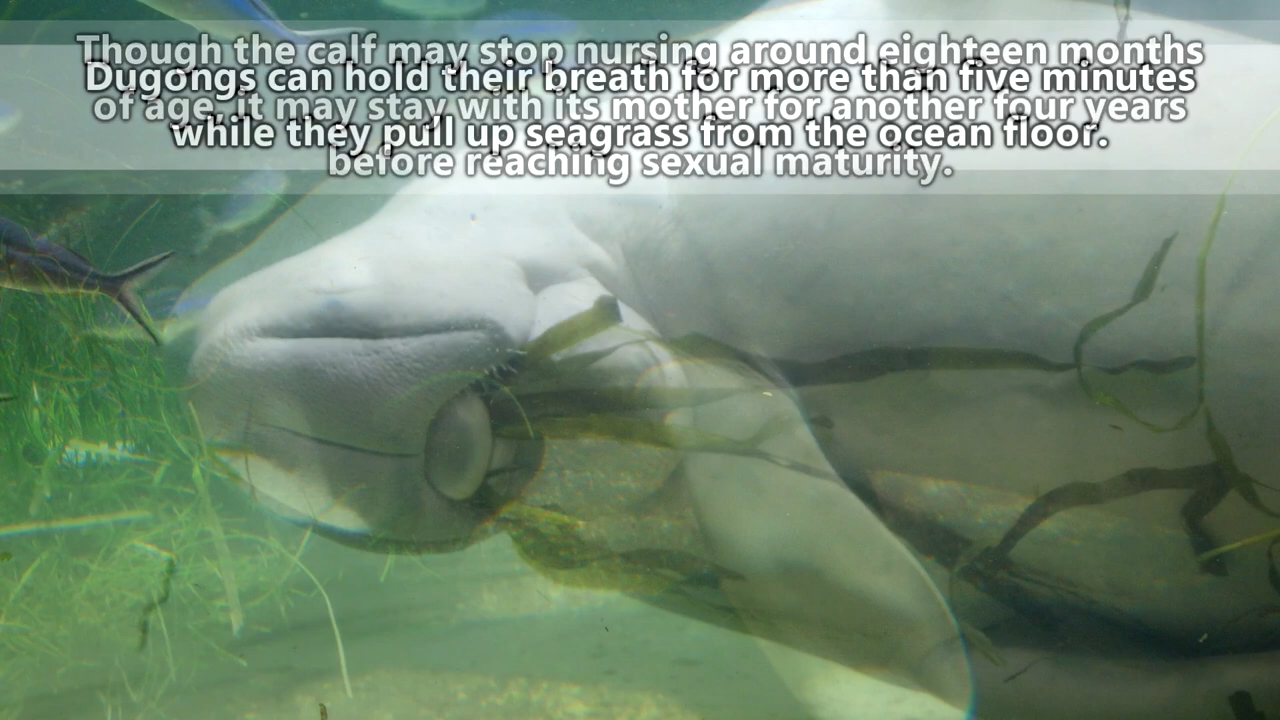 Though the calf may stop nursing around eighteen months
of age, it may stay with its mother for another four years
before reaching sexual maturity.
Dugongs can hold their breath for more than five minutes
while they pull up seagrass from the ocean floor.